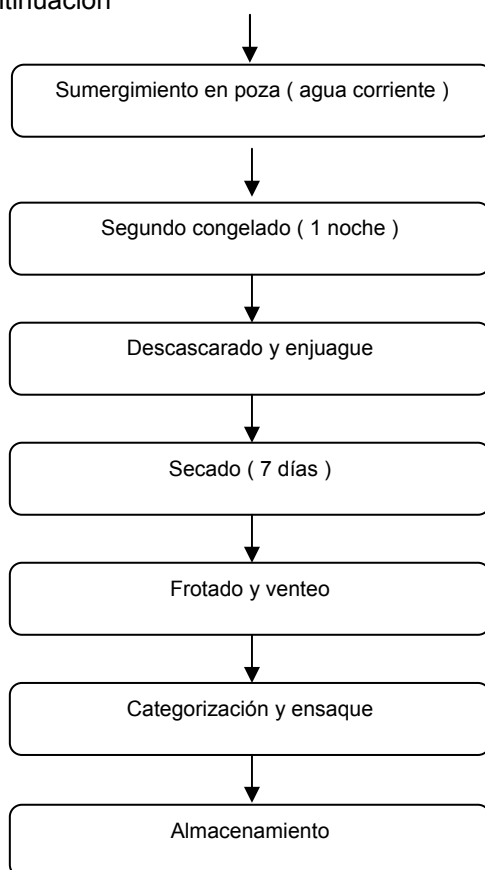 Sumergimiento en poza ( agua corriente )
Segundo congelado ( 1 noche )
Descascarado y enjuague
Secado ( 7 días )
Frotado y venteo
Categorización y ensaque
Almacenamiento